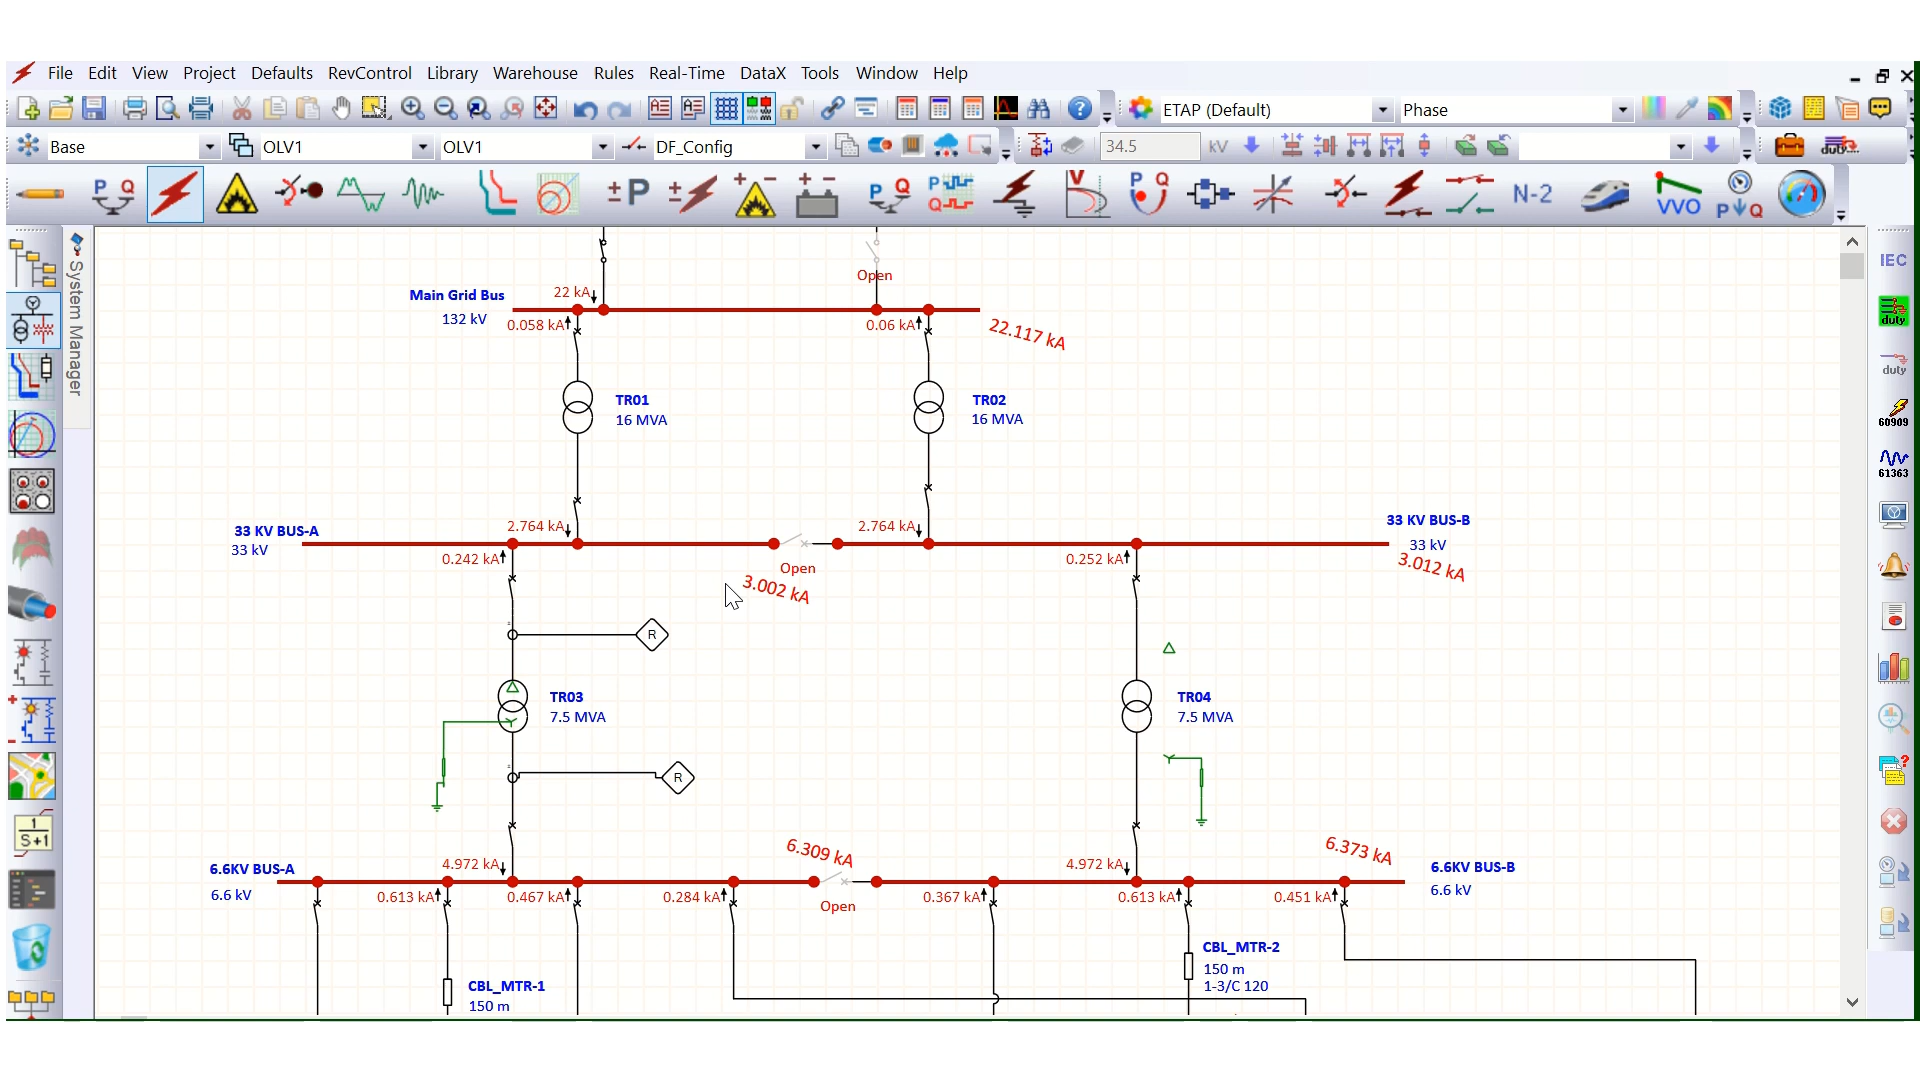 File Edit View Project Defaults RevControl Library Warehouse Rules Real-Time DataX Tools Window Help
ETAP (Default) Phase
Base OLV1 OLV1 DF_Config 34.5 kV duty...
P Q ± P P Q P Q V P Q N-2 VVO P Q
System Manager
IEC
duty
duty
60909
61363
1
S+1
Open
Main Grid Bus 22 kA
132 kV 0.058 kA 0.06 kA 22.117 kA
TR01 TR02
16 MVA 16 MVA
33 KV BUS-A 2.764 kA 2.764 kA 33 KV BUS-B
33 kV 33 kV
0.242 kA Open 0.252 kA 3.012 kA
3.002 kA
R
TR03 TR04
7.5 MVA 7.5 MVA
R
6.309 kA 6.373 kA
6.6KV BUS-A 4.972 kA 4.972 kA 6.6KV BUS-B
6.6 kV 0.613 kA 0.467 kA 0.284 kA Open 0.367 kA 0.613 kA 0.451 kA 6.6 kV
CBL_MTR-2
150 m
1-3/C 120
CBL_MTR-1
150 m